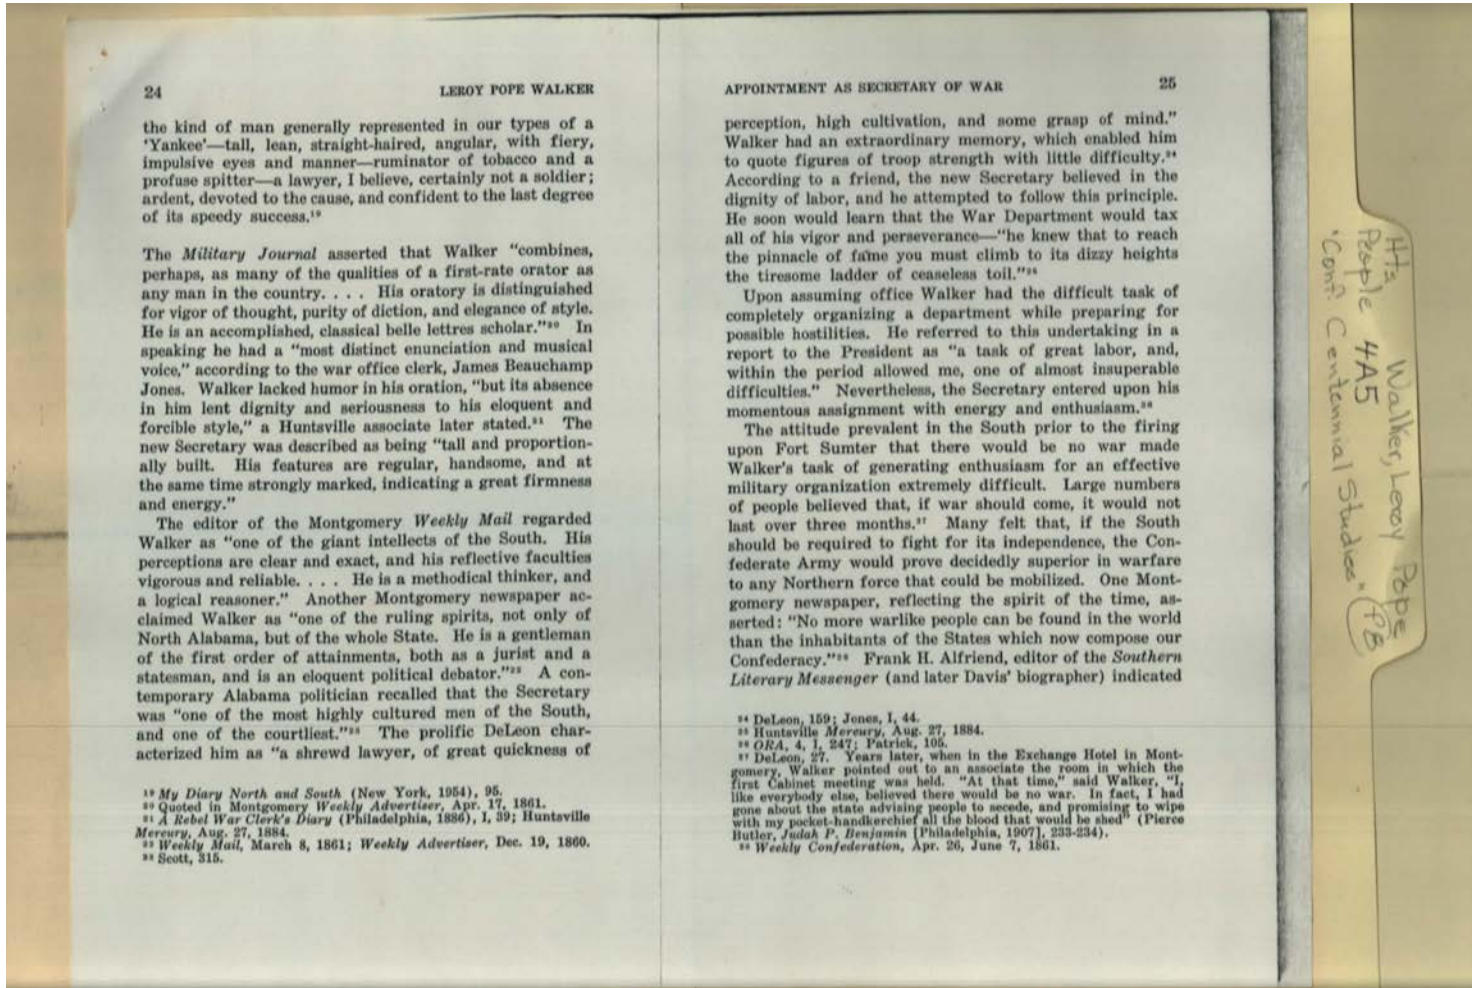 24 LEROY POPE WALKER
the kind of man generally represented in our types of a
'Yankee'—tall, lean, straight-haired, angular, with fiery,
impulsive eyes and manner—ruminator of tobacco and a
profuse spitter—a lawyer, I believe, certainly not a soldier;
ardent, devoted to the cause, and confident to the last degree
of its speedy success.¹⁹
The Military Journal asserted that Walker "combines,
perhaps, as many of the qualities of a first-rate orator as
any man in the country. . . . His oratory is distinguished
for vigor of thought, purity of diction, and elegance of style.
He is an accomplished, classical belle lettres scholar."²⁰ In
speaking he had a "most distinct enunciation and musical
voice," according to the war office clerk, James Beauchamp
Jones. Walker lacked humor in his oration, "but its absence
in him lent dignity and seriousness to his eloquent and
forcible style," a Huntsville associate later stated.²¹ The
new Secretary was described as being "tall and proportion-
ally built. His features are regular, handsome, and at
the same time strongly marked, indicating a great firmness
and energy."
The editor of the Montgomery Weekly Mail regarded
Walker as "one of the giant intellects of the South. His
perceptions are clear and exact, and his reflective faculties
vigorous and reliable. . . . He is a methodical thinker, and
a logical reasoner." Another Montgomery newspaper ac-
claimed Walker as "one of the ruling spirits, not only of
North Alabama, but of the whole State. He is a gentleman
of the first order of attainments, both as a jurist and a
statesman, and is an eloquent political debator."²² A con-
temporary Alabama politician recalled that the Secretary
was "one of the most highly cultured men of the South,
and one of the courtliest."²³ The prolific DeLeon char-
acterized him as "a shrewd lawyer, of great quickness of
¹⁹ My Diary North and South (New York, 1954), 95.
²⁰ Quoted in Montgomery Weekly Advertiser, Apr. 17, 1861.
²¹ A Rebel War Clerk's Diary (Philadelphia, 1886), I, 39; Huntsville
Mercury, Aug. 27, 1884.
²² Weekly Mail, March 8, 1861; Weekly Advertiser, Dec. 19, 1860.
²³ Scott, 315.
APPOINTMENT AS SECRETARY OF WAR 25
perception, high cultivation, and some grasp of mind."
Walker had an extraordinary memory, which enabled him
to quote figures of troop strength with little difficulty.²⁴
According to a friend, the new Secretary believed in the
dignity of labor, and he attempted to follow this principle.
He soon would learn that the War Department would tax
all of his vigor and perseverance—"he knew that to reach
the pinnacle of fame you must climb to its dizzy heights
the tiresome ladder of ceaseless toil."²⁵
Upon assuming office Walker had the difficult task of
completely organizing a department while preparing for
possible hostilities. He referred to this undertaking in a
report to the President as "a task of great labor, and,
within the period allowed me, one of almost insuperable
difficulties." Nevertheless, the Secretary entered upon his
momentous assignment with energy and enthusiasm.²⁶
The attitude prevalent in the South prior to the firing
upon Fort Sumter that there would be no war made
Walker's task of generating enthusiasm for an effective
military organization extremely difficult. Large numbers
of people believed that, if war should come, it would not
last over three months.²⁷ Many felt that, if the South
should be required to fight for its independence, the Con-
federate Army would prove decidedly superior in warfare
to any Northern force that could be mobilized. One Mont-
gomery newspaper, reflecting the spirit of the time, as-
serted: "No more warlike people can be found in the world
than the inhabitants of the States which now compose our
Confederacy."²⁸ Frank H. Alfriend, editor of the Southern
Literary Messenger (and later Davis' biographer) indicated
²⁴ DeLeon, 159; Jones, I, 44.
²⁵ Huntsville Mercury, Aug. 27, 1884.
²⁶ ORA, 4, I, 247; Patrick, 105.
²⁷ DeLeon, 27. Years later, when in the Exchange Hotel in Mont-
gomery, Walker pointed out to an associate the room in which the
first Cabinet meeting was held. "At that time," said Walker, "I,
like everybody else, believed there would be no war. In fact, I had
gone about the state advising people to secede, and promising to wipe
with my pocket-handkerchief all the blood that would be shed" (Pierce
Butler, Judah P. Benjamin [Philadelphia, 1907], 233-234).
²⁸ Weekly Confederation, Apr. 26, June 7, 1861.
Walker, Leroy Pope
People 4A5
"Conf. Centennial Studies" PB